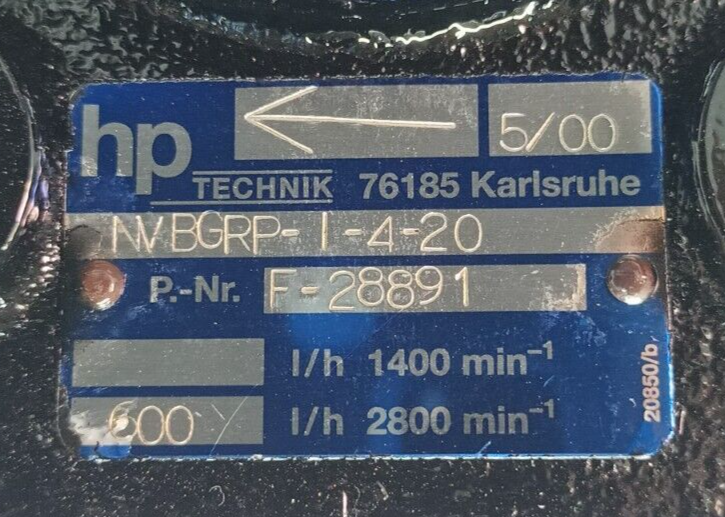 hp 5/00
TECHNIK 76185 Karlsruhe
NVBGRP-1-4-20
P.-Nr. F-28891
l/h 1400 min⁻¹
600 l/h 2800 min⁻¹
20850/b